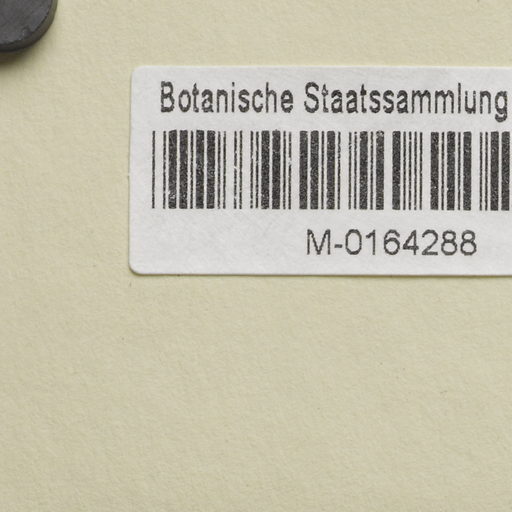 Botanische Staatssammlung
M-0164288